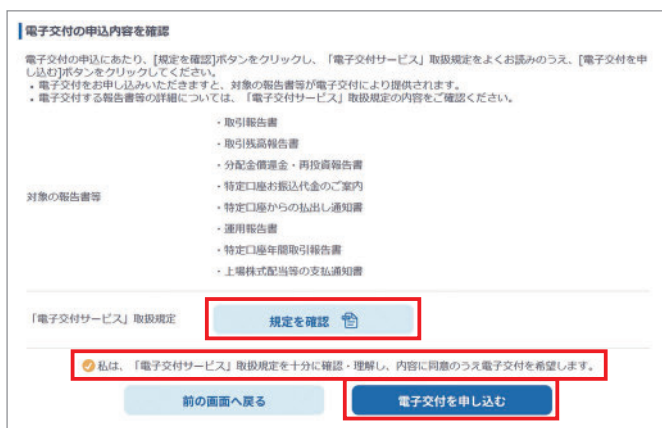 電子交付の申込内容を確認
電子交付の申込にあたり、[規定を確認]ボタンをクリックし、「電子交付サービス」取扱規定をよくお読みのうえ、[電子交付を申
し込む]ボタンをクリックしてください。
・電子交付をお申し込みいただきますと、対象の報告書等が電子交付により提供されます。
・電子交付する報告書等の詳細については、「電子交付サービス」取扱規定の内容をご確認ください。
対象の報告書等
・取引報告書
・取引残高報告書
・分配金償還金・再投資報告書
・特定口座お振込代金のご案内
・特定口座からの払出し通知書
・運用報告書
・特定口座年間取引報告書
・上場株式配当等の支払通知書
「電子交付サービス」取扱規定
規定を確認
私は、「電子交付サービス」取扱規定を十分に確認・理解し、内容に同意のうえ電子交付を希望します。
前の画面へ戻る
電子交付を申し込む